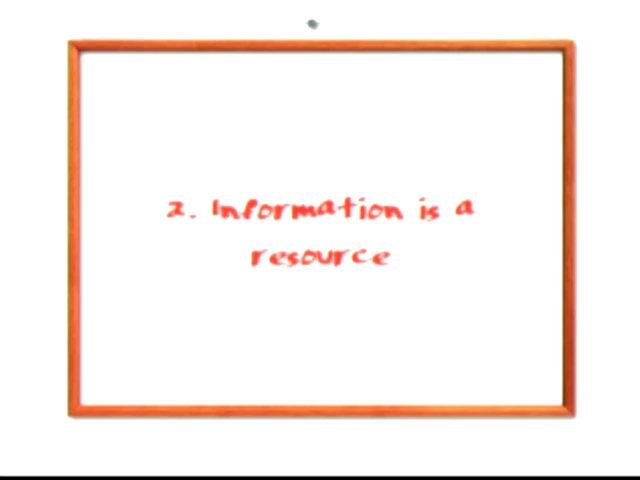 2. Information is a
resource